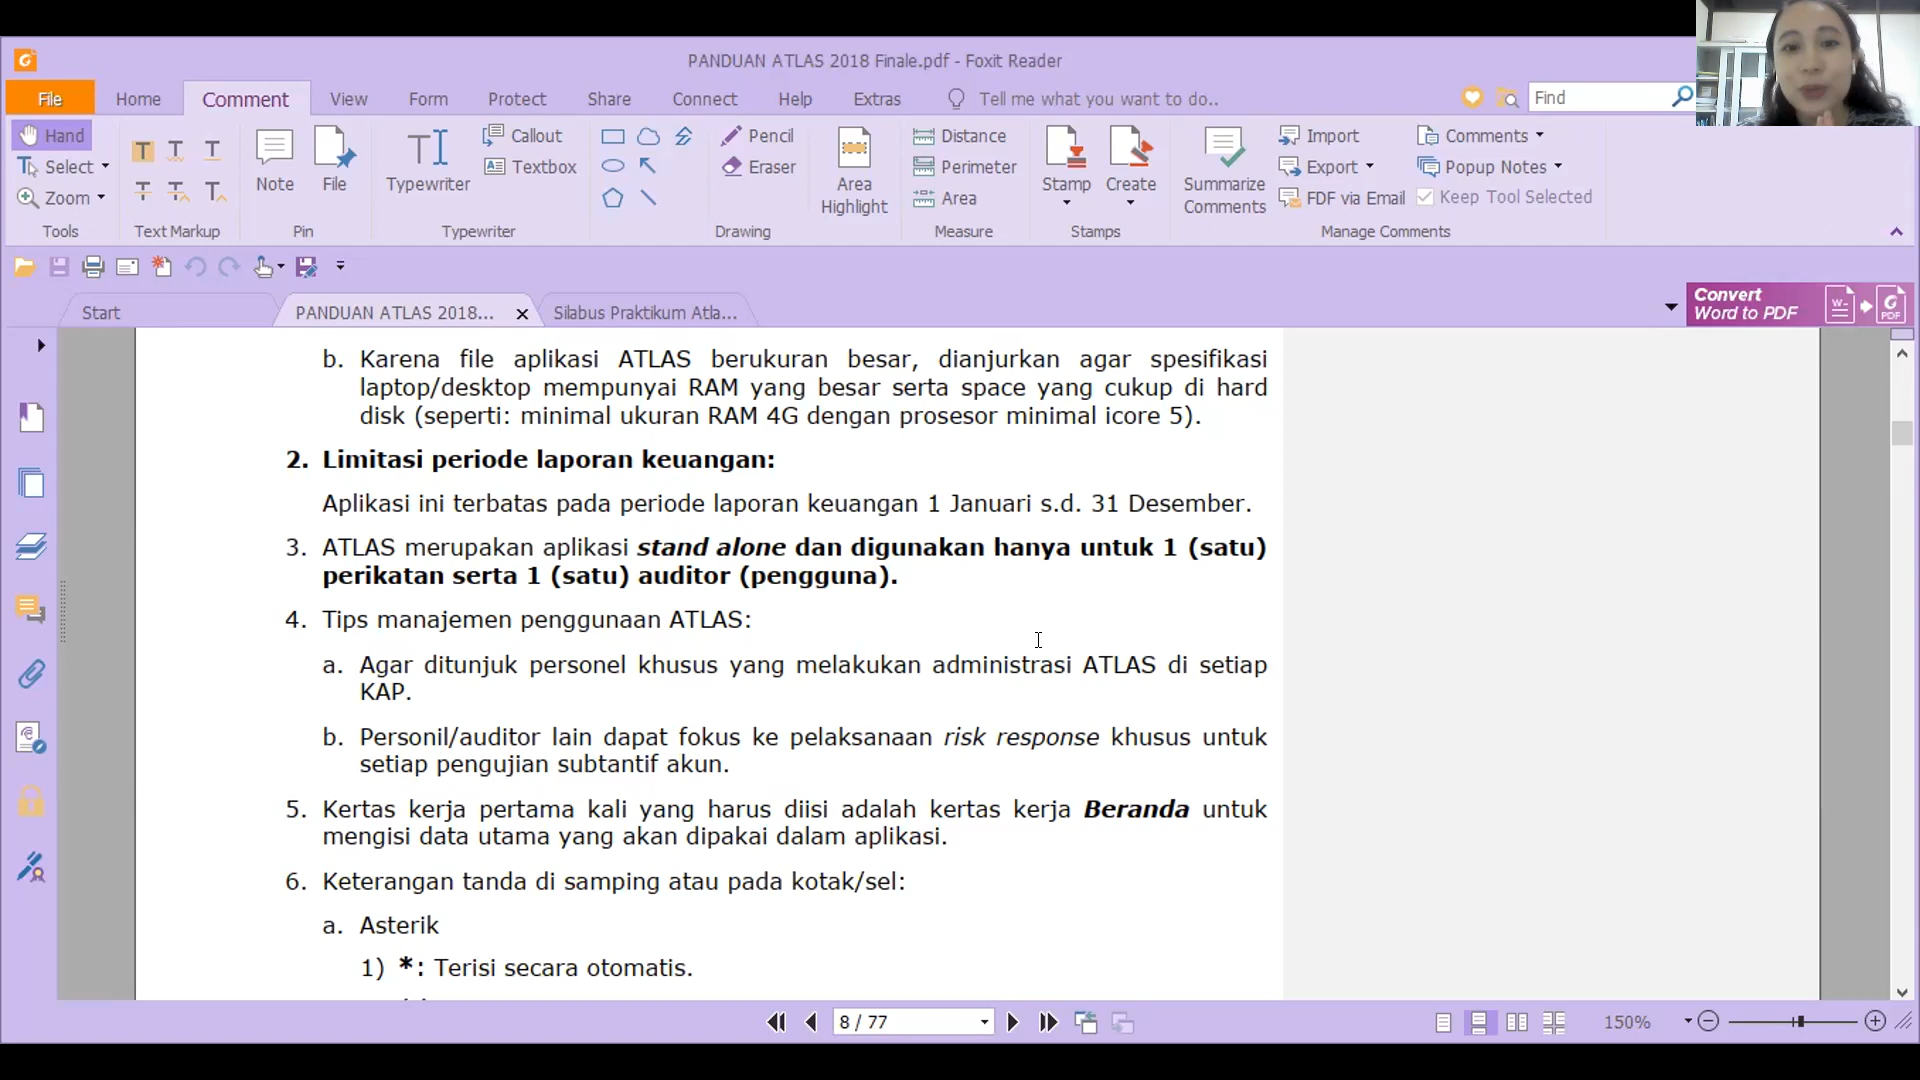 PANDUAN ATLAS 2018 Finale.pdf - Foxit Reader
File Home Comment View Form Protect Share Connect Help Extras Tell me what you want to do.. Find
Hand
Select
Zoom
Tools
Text Markup
Note
File
Pin
Typewriter
Callout
Textbox
Typewriter
Pencil
Eraser
Area
Highlight
Drawing
Distance
Perimeter
Area
Measure
Stamp
Create
Stamps
Summarize
Comments
Import
Export
FDF via Email
Comments
Popup Notes
Keep Tool Selected
Manage Comments
Start
PANDUAN ATLAS 2018...
Silabus Praktikum Atla...
Convert
Word to PDF
PDF
b. Karena file aplikasi ATLAS berukuran besar, dianjurkan agar spesifikasi
laptop/desktop mempunyai RAM yang besar serta space yang cukup di hard
disk (seperti: minimal ukuran RAM 4G dengan prosesor minimal icore 5).
2. Limitasi periode laporan keuangan:
Aplikasi ini terbatas pada periode laporan keuangan 1 Januari s.d. 31 Desember.
3. ATLAS merupakan aplikasi stand alone dan digunakan hanya untuk 1 (satu)
perikatan serta 1 (satu) auditor (pengguna).
4. Tips manajemen penggunaan ATLAS:
a. Agar ditunjuk personel khusus yang melakukan administrasi ATLAS di setiap
KAP.
b. Personil/auditor lain dapat fokus ke pelaksanaan risk response khusus untuk
setiap pengujian subtantif akun.
5. Kertas kerja pertama kali yang harus diisi adalah kertas kerja Beranda untuk
mengisi data utama yang akan dipakai dalam aplikasi.
6. Keterangan tanda di samping atau pada kotak/sel:
a. Asterik
1) *: Terisi secara otomatis.
8 / 77
150%